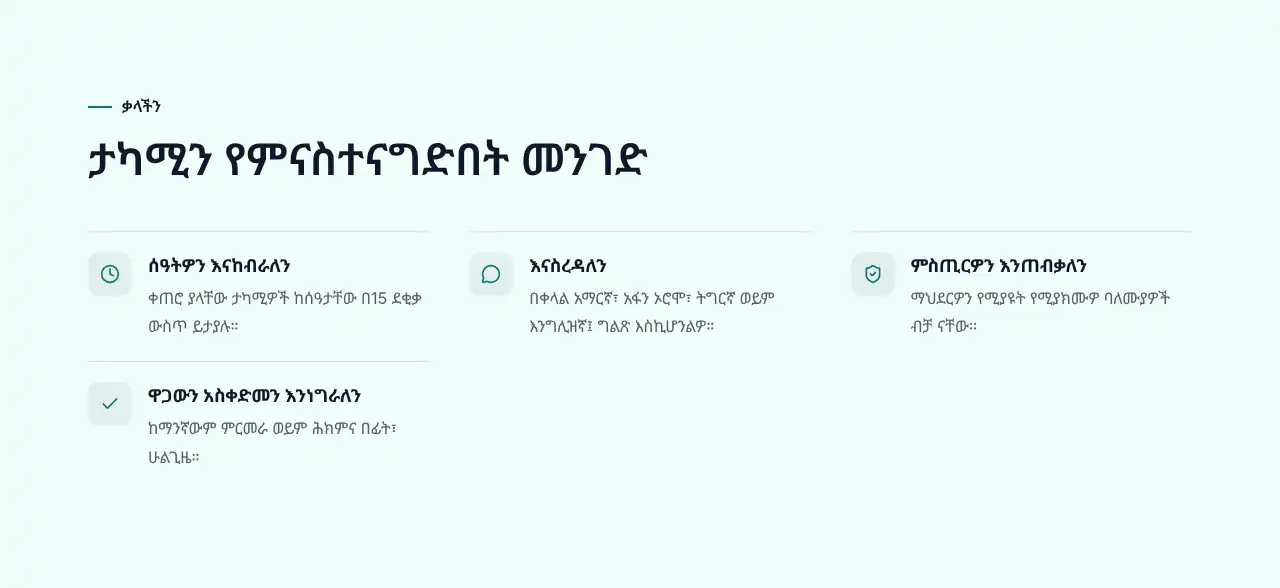 ቃላችን
ታካሚን የምናስተናግድበት መንገድ
ሰዓትዎን እናከብራለን
ቀጠሮ ያላቸው ታካሚዎች ከሰዓታቸው በ15 ደቂቃ
ውስጥ ይታያሉ።
እናስረዳለን
በቀላል አማርኛ፣ አፋን ኦሮሞ፣ ትግርኛ ወይም
እንግሊዝኛ፤ ግልጽ እስኪሆንልዎ።
ምስጢርዎን እንጠብቃለን
ማህደርዎን የሚያዩት የሚያክሙዎ ባለሙያዎች
ብቻ ናቸው።
ዋጋውን አስቀድመን እንነግራለን
ከማንኛውም ምርመራ ወይም ሕክምና በፊት፣
ሁልጊዜ።